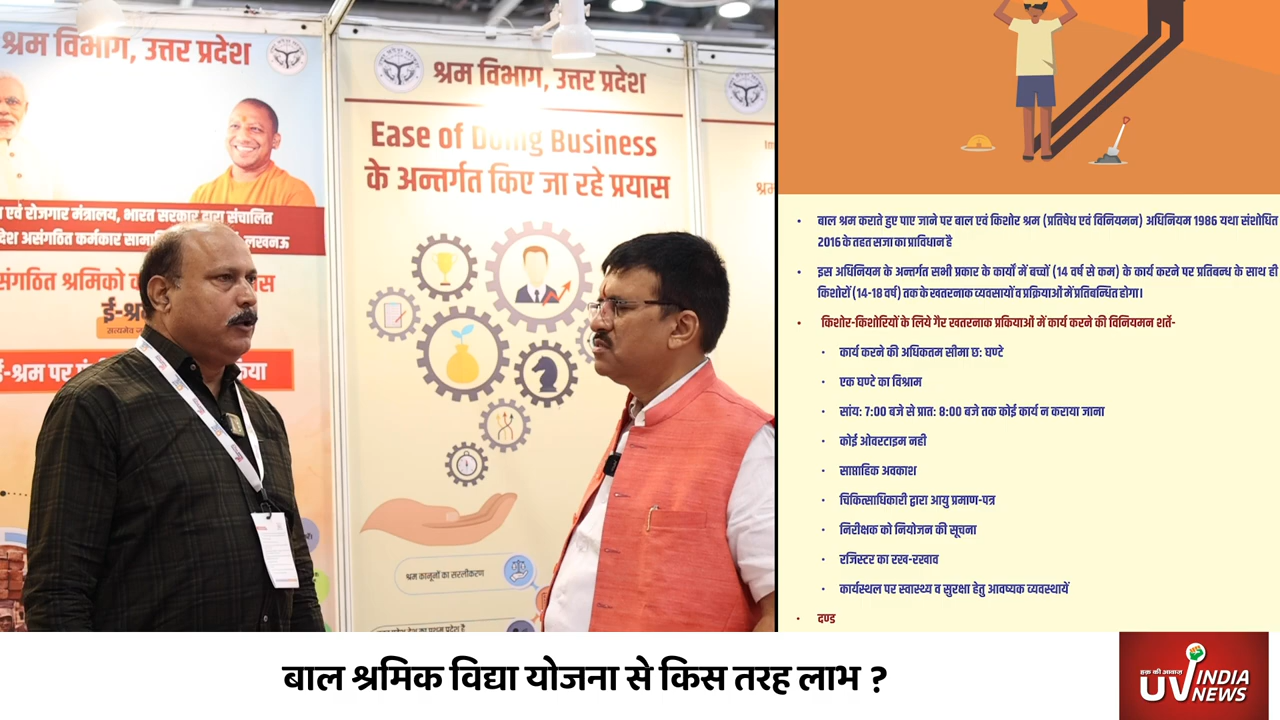 श्रम विभाग, उत्तर प्रदेश
एवं रोजगार मंत्रालय, भारत सरकार द्वारा संचालित
देश असंगठित कर्मकार लखनऊ
संगठित श्रमिको
ई-श्र
ई-श्रम पर
श्रम विभाग, उत्तर प्रदेश
Ease of Doing Business
के अन्तर्गत किए जा रहे प्रयास
श्रम कानूनों का सरलीकरण
• बाल श्रम कराते हुए पाए जाने पर बाल एवं किशोर श्रम (प्रतिषेध एवं विनियमन) अधिनियम 1986 यथा संशोधित
2016 के तहत सजा का प्राविधान है
• इस अधिनियम के अन्तर्गत सभी प्रकार के कार्यों में बच्चों (14 वर्ष से कम) के कार्य करने पर प्रतिबन्ध के साथ ही
किशोरों (14-18 वर्ष) तक के खतरनाक व्यवसायों व प्रक्रियाओं में प्रतिबन्धित होगा।
• किशोर-किशोरियों के लिये गैर खतरनाक प्रकियाओं में कार्य करने की विनियमन शर्ते-
• कार्य करने की अधिकतम सीमा छ: घण्टे
• एक घण्टे का विश्राम
• सांय: 7:00 बजे से प्रात: 8:00 बजे तक कोई कार्य न कराया जाना
• कोई ओवरटाइम नही
• साप्ताहिक अवकाश
• चिकित्साधिकारी द्वारा आयु प्रमाण-पत्र
• निरीक्षक को नियोजन की सूचना
• रजिस्टर का रख-रखाव
• कार्यस्थल पर स्वास्थ्य व सुरक्षा हेतु आवष्यक व्यवस्थायें
• दण्ड
बाल श्रमिक विद्या योजना से किस तरह लाभ ?
हक की आवाज
UV INDIA
NEWS